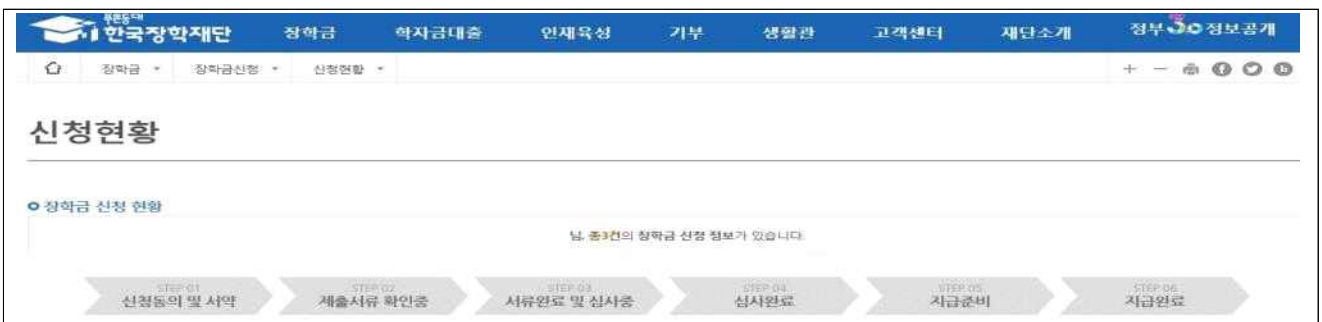 푸른등대
한국장학재단 장학금 학자금대출 인재육성 기부 생활관 고객센터 재단소개 정부3.0정보공개
장학금 장학금신청 신청현황
신청현황
장학금 신청 현황
님, 총3건의 장학금 신청 정보가 있습니다.
STEP 01 STEP 02 STEP 03 STEP 04 STEP 05 STEP 06
신청동의 및 서약 제출서류 확인중 서류완료 및 심사중 심사완료 지급준비 지급완료